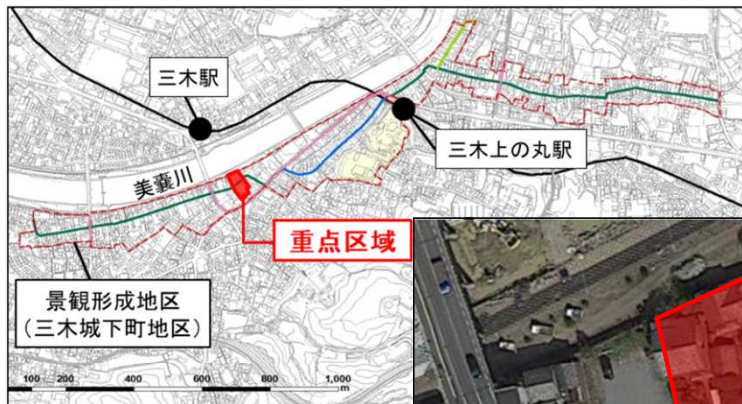 三木駅
三木上の丸駅
美嚢川
重点区域
景観形成地区
（三木城下町地区）
100 200 400 600 800 1,000
m